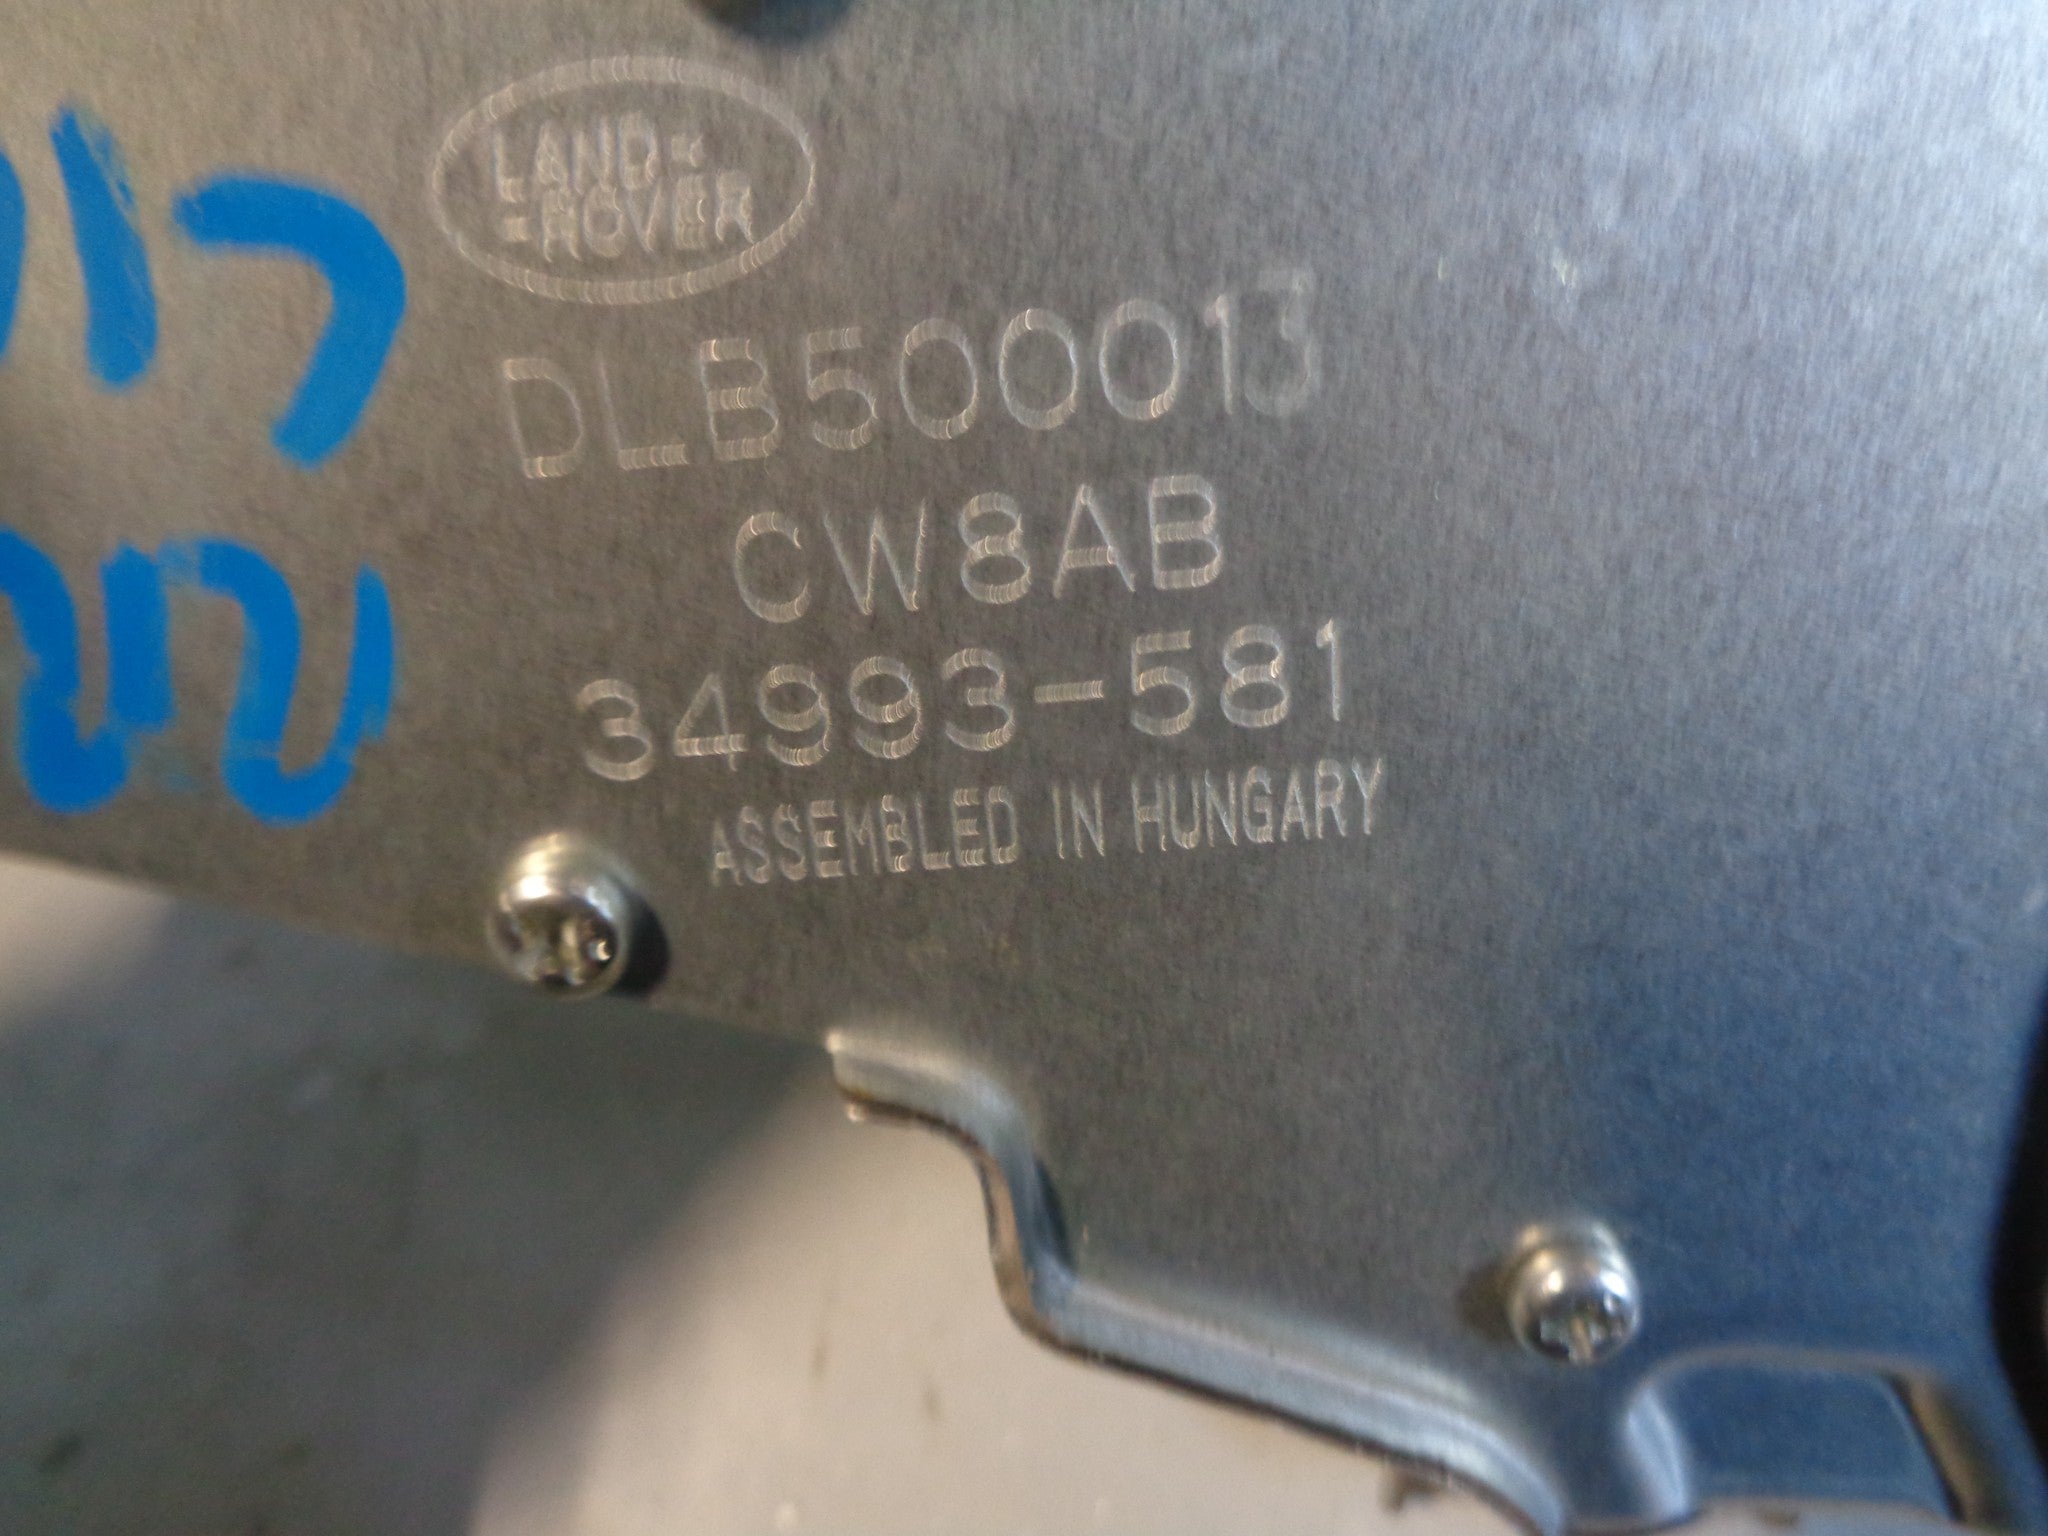 LAND-
-ROVER
DLB500013
CW8AB
34993-581
ASSEMBLED IN HUNGARY